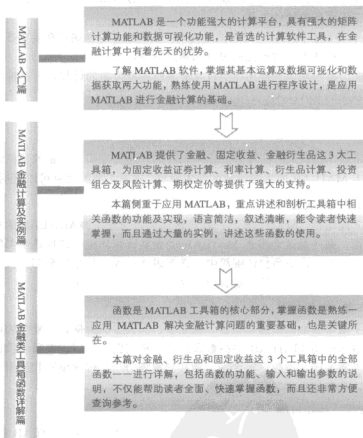 MATLAB 入门篇
MATLAB 是一个功能强大的计算平台，具有强大的矩阵
计算功能和数据可视化功能，是首选的计算软件工具，在金
融计算中有着先天的优势。
了解 MATLAB 软件，掌握其基本运算及数据可视化和数
据获取两大功能，熟练使用 MATLAB 进行程序设计，是应用
MATLAB 进行金融计算的基础。
MATLAB 金融计算及实例篇
MATLAB 提供了金融、固定收益、金融衍生品这 3 大工
具箱，为固定收益证券计算、利率计算、衍生品计算、投资
组合及风险计算、期权定价等提供了强大的支持。
本篇侧重于应用 MATLAB，重点讲述和剖析工具箱中相
关函数的功能及实现，语言简洁，叙述清晰，能令读者快速
掌握，而且通过大量的实例，讲述这些函数的使用。
MATLAB 金融类工具箱函数详解篇
函数是 MATLAB 工具箱的核心部分，掌握函数是熟练一
应用 MATLAB 解决金融计算问题的重要基础，也是关键所
在。
本篇对金融、衍生品和固定收益这 3 个工具箱中的全部
函数一一进行详解，包括函数的功能、输入和输出参数的说
明，不仅能帮助读者全面、快速掌握函数，而且还非常方便
查询参考。